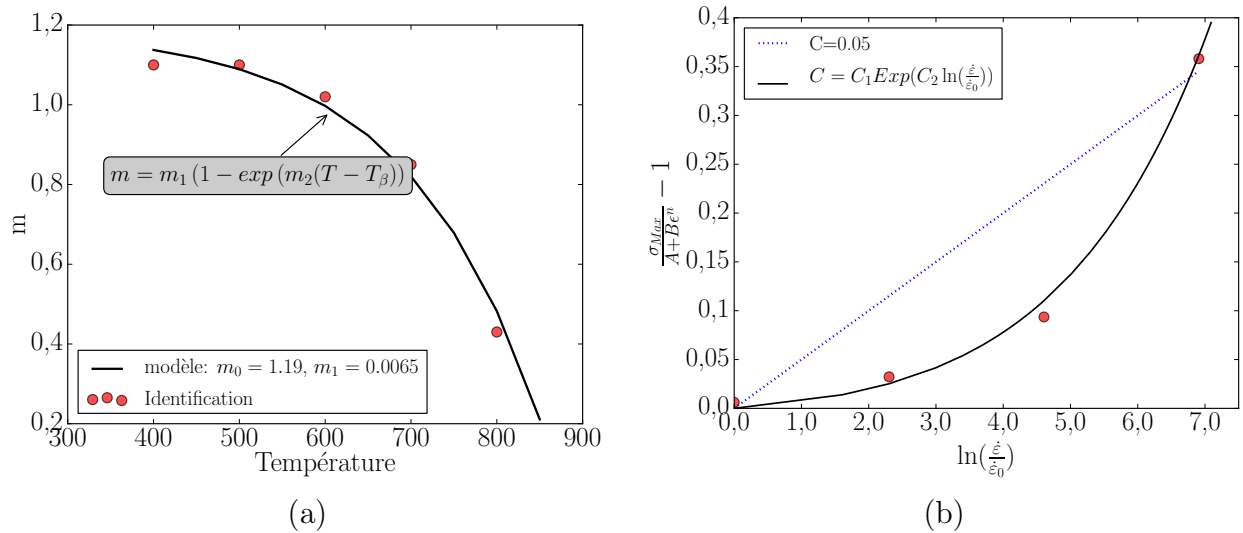 1,2
1,0
0,8
0,6
0,4
0,2
m
300 400 500 600 700 800 900
Température
m = m₁ (1 − exp (m₂(T − Tᵦ))
modèle: m₀ = 1.19, m₁ = 0.0065
Identification
(a)
0,4
0,35
0,3
0,25
0,2
0,15
0,1
0,05
0,0
σ_Max/(A+Bϵⁿ) − 1
C=0.05
C = C₁Exp(C₂ ln(ε̇/ε̇₀))
0,0 1,0 2,0 3,0 4,0 5,0 6,0 7,0
ln(ε̇/ε̇₀)
(b)